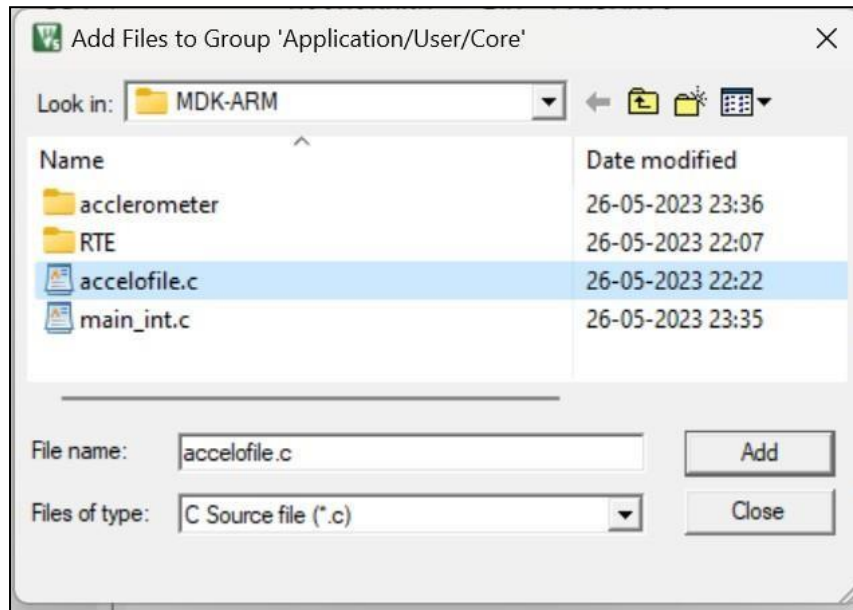 Add Files to Group 'Application/User/Core'
Look in: MDK-ARM
Name Date modified
acclerometer 26-05-2023 23:36
RTE 26-05-2023 22:07
accelofile.c 26-05-2023 22:22
main_int.c 26-05-2023 23:35
File name: accelofile.c Add
Files of type: C Source file (*.c) Close